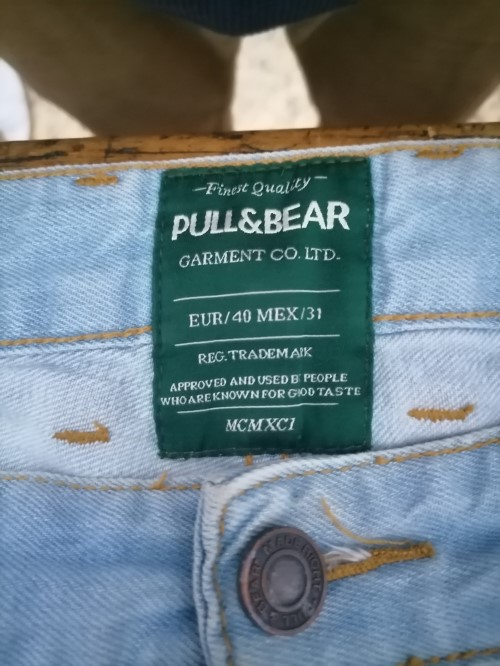 Finest Quality
PULL&BEAR
GARMENT CO. LTD.
EUR/40 MEX/31
REG. TRADEMARK
APPROVED AND USED BY PEOPLE
WHO ARE KNOWN FOR GOOD TASTE
MCMXCI